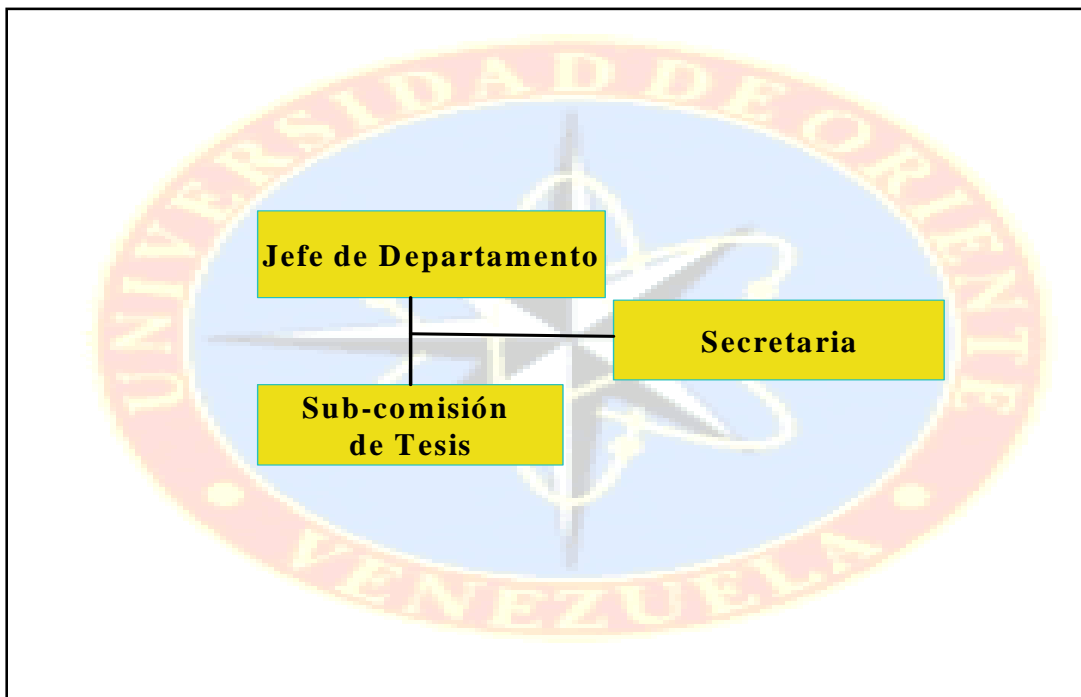 UNIVERSIDAD DE ORIENTE
Jefe de Departamento
Secretaria
Sub-comisión
de Tesis
VENEZUELA